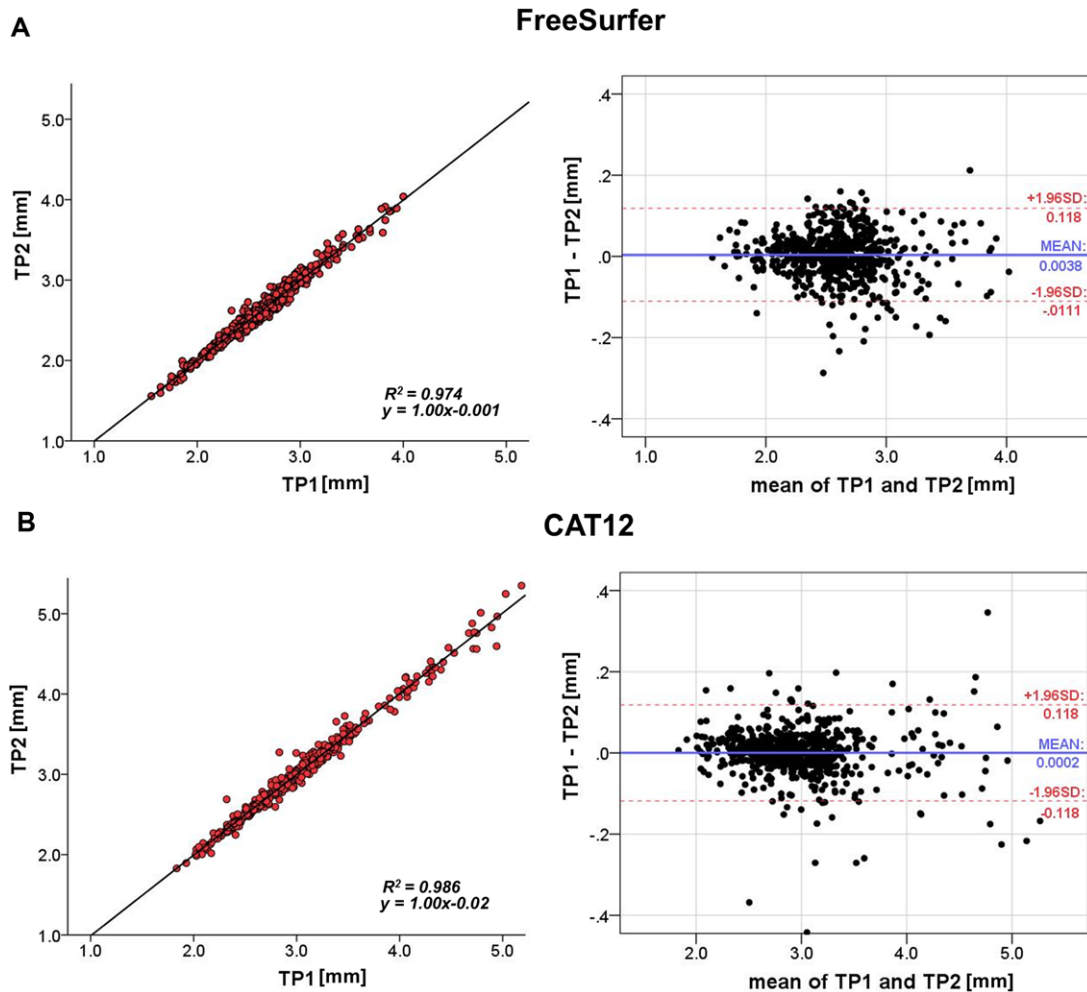 FreeSurfer
A
5.0
4.0
3.0
2.0
1.0
TP2 [mm]
R² = 0.974
y = 1.00x-0.001
1.0 2.0 3.0 4.0 5.0
TP1 [mm]
.4
.2
.0
-.2
-.4
TP1 - TP2 [mm]
+1.96SD:
0.118
MEAN:
0.0038
-1.96SD:
-.0111
1.0 2.0 3.0 4.0
mean of TP1 and TP2 [mm]
B
CAT12
5.0
4.0
3.0
2.0
1.0
TP2 [mm]
R² = 0.986
y = 1.00x-0.02
1.0 2.0 3.0 4.0 5.0
TP1 [mm]
.4
.2
.0
-.2
-.4
TP1 - TP2 [mm]
+1.96SD:
0.118
MEAN:
0.0002
-1.96SD:
-0.118
2.0 3.0 4.0 5.0
mean of TP1 and TP2 [mm]